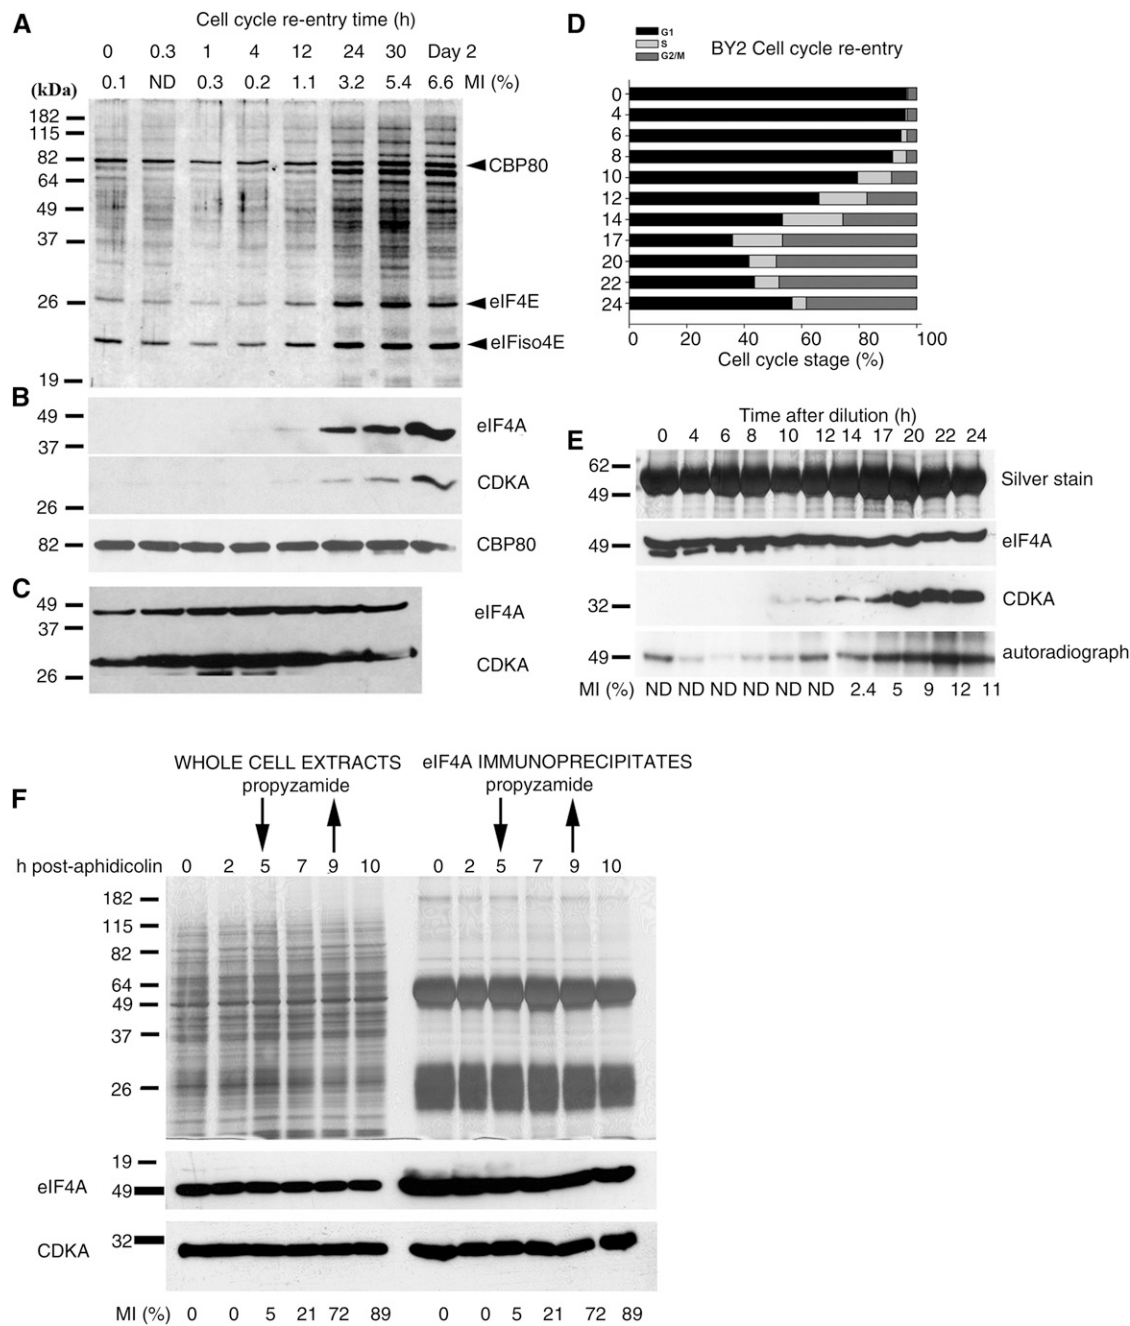 A
Cell cycle re-entry time (h)
0 0.3 1 4 12 24 30 Day 2
(kDa) 0.1 ND 0.3 0.2 1.1 3.2 5.4 6.6 MI (%)
182
115
82
CBP80
64
49
37
26
eIF4E
eIFiso4E
19
B
49
eIF4A
37
CDKA
26
82
CBP80
C
49
eIF4A
37
CDKA
26
D
G1
S
G2/M
BY2 Cell cycle re-entry
0
4
6
8
10
12
14
17
20
22
24
0 20 40 60 80 100
Cell cycle stage (%)
E
Time after dilution (h)
0 4 6 8 10 12 14 17 20 22 24
62
Silver stain
49
49
eIF4A
32
CDKA
49
autoradiograph
MI (%) ND ND ND ND ND ND 2.4 5 9 12 11
F
WHOLE CELL EXTRACTS eIF4A IMMUNOPRECIPITATES
propyzamide propyzamide
h post-aphidicolin 0 2 5 7 9 10 0 2 5 7 9 10
182
115
82
64
49
37
26
19
eIF4A 49
CDKA 32
MI (%) 0 0 5 21 72 89 0 0 5 21 72 89